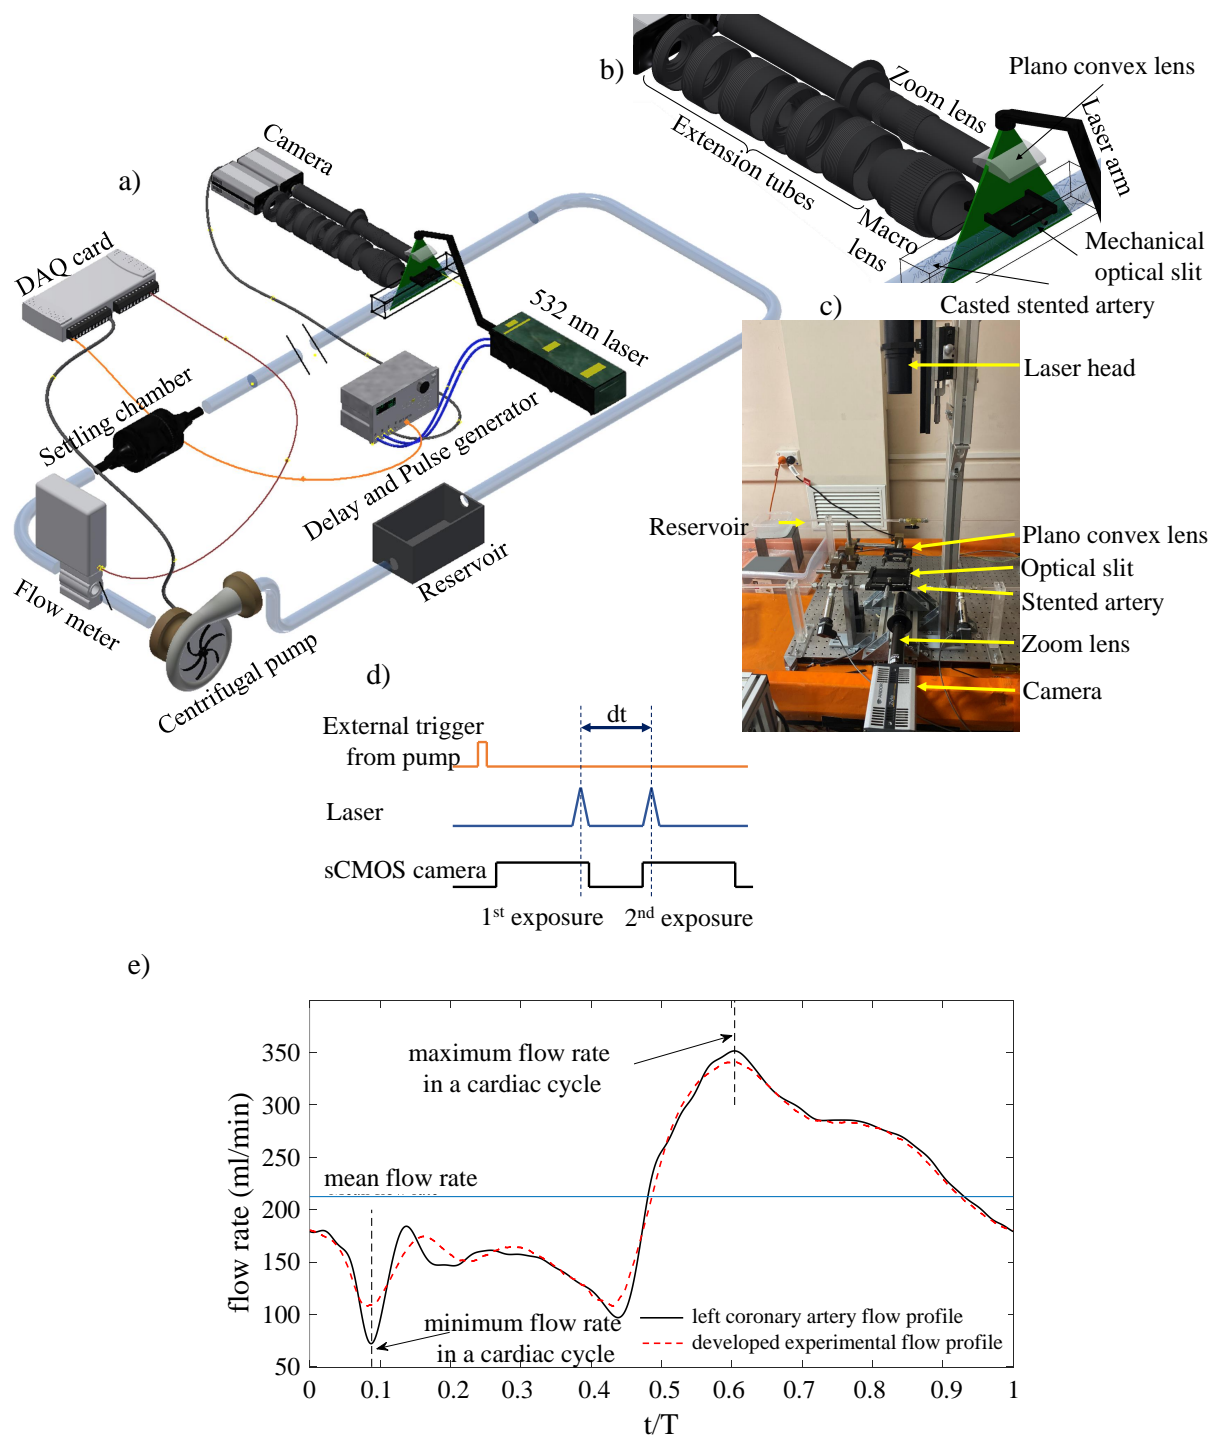 a)
Camera
DAQ card
Settling chamber
532 nm laser
Delay and Pulse generator
Reservoir
Flow meter
Centrifugal pump
b)
Plano convex lens
Zoom lens
Laser arm
Extension tubes
Macro
lens
Mechanical
optical slit
Casted stented artery
c)
Laser head
Reservoir
Plano convex lens
Optical slit
Stented artery
Zoom lens
Camera
d)
dt
External trigger
from pump
Laser
sCMOS camera
1st exposure 2nd exposure
e)
flow rate (ml/min)
350
300
250
200
150
100
50
maximum flow rate
in a cardiac cycle
mean flow rate
minimum flow rate
in a cardiac cycle
left coronary artery flow profile
developed experimental flow profile
0 0.1 0.2 0.3 0.4 0.5 0.6 0.7 0.8 0.9 1
t/T